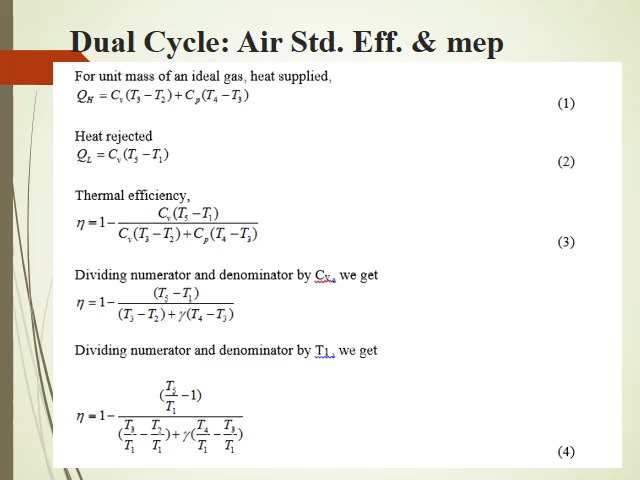 Dual Cycle: Air Std. Eff. & mep
For unit mass of an ideal gas, heat supplied,
Q_H = C_v(T_3 − T_2) + C_p(T_4 − T_3) (1)
Heat rejected
Q_L = C_v(T_5 − T_1) (2)
Thermal efficiency,
η = 1 − C_v(T_5 − T_1) / (C_v(T_3 − T_2) + C_p(T_4 − T_3)) (3)
Dividing numerator and denominator by Cv, we get
η = 1 − (T_5 − T_1) / ((T_3 − T_2) + γ(T_4 − T_3))
Dividing numerator and denominator by T1, we get
η = 1 − (T_5/T_1 − 1) / ((T_3/T_1 − T_2/T_1) + γ(T_4/T_1 − T_3/T_1)) (4)